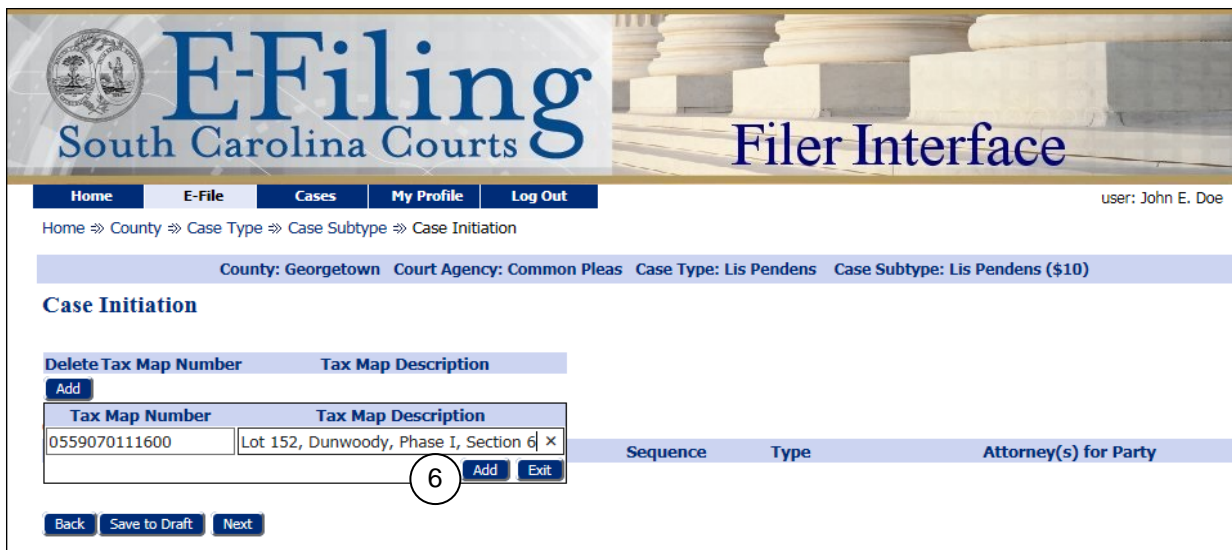 E-Filing
South Carolina Courts
Filer Interface
Home E-File Cases My Profile Log Out
user: John E. Doe
Home ⇒ County ⇒ Case Type ⇒ Case Subtype ⇒ Case Initiation
County: Georgetown Court Agency: Common Pleas Case Type: Lis Pendens Case Subtype: Lis Pendens ($10)
Case Initiation
Delete Tax Map Number Tax Map Description
Add
Tax Map Number Tax Map Description
0559070111600 Lot 152, Dunwoody, Phase I, Section 6 ×
Sequence Type Attorney(s) for Party
6 Add Exit
Back Save to Draft Next